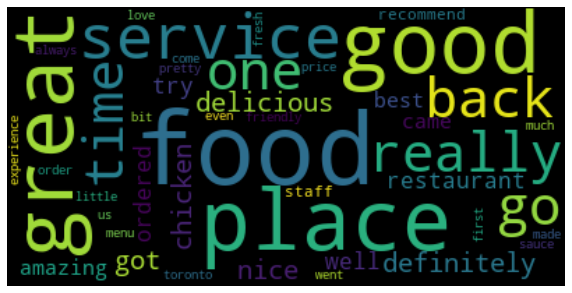 love
recommend
always
service
fresh
good
come
pretty
one
price
great
time
try
delicious
best
back
came
bit
even
friendly
much
experience
food
really
order
ordered
chicken
restaurant
little
staff
us
place
go
first
menu
made
sauce
amazing
got
nice
well
definitely
toronto
went